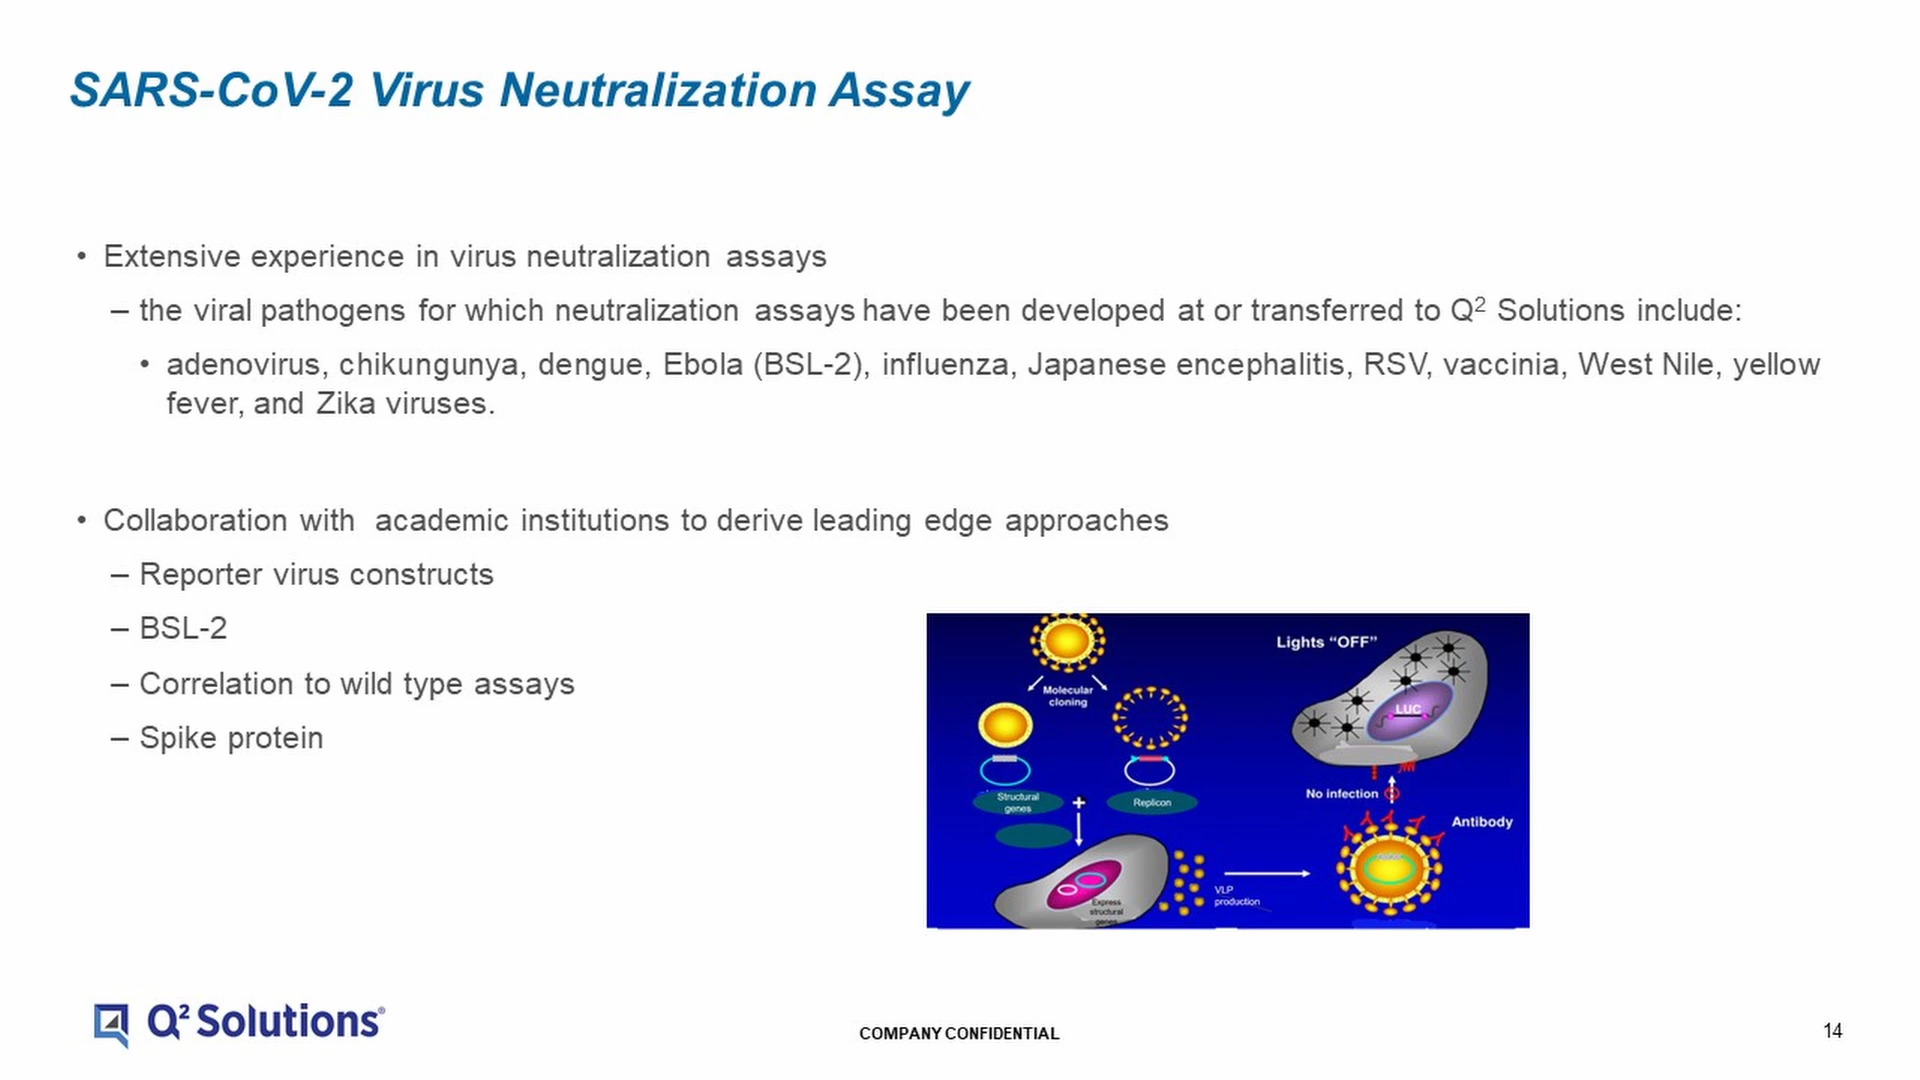 SARS-CoV-2 Virus Neutralization Assay
• Extensive experience in virus neutralization assays
– the viral pathogens for which neutralization assays have been developed at or transferred to Q² Solutions include:
• adenovirus, chikungunya, dengue, Ebola (BSL-2), influenza, Japanese encephalitis, RSV, vaccinia, West Nile, yellow
fever, and Zika viruses.
• Collaboration with academic institutions to derive leading edge approaches
– Reporter virus constructs
– BSL-2
– Correlation to wild type assays
– Spike protein
Lights “OFF”
Molecular
cloning
LUC
Structural
genes
+
Replicon
No infection
Antibody
Express
structural
genes
VLP
production
Q² Solutions®
COMPANY CONFIDENTIAL
14